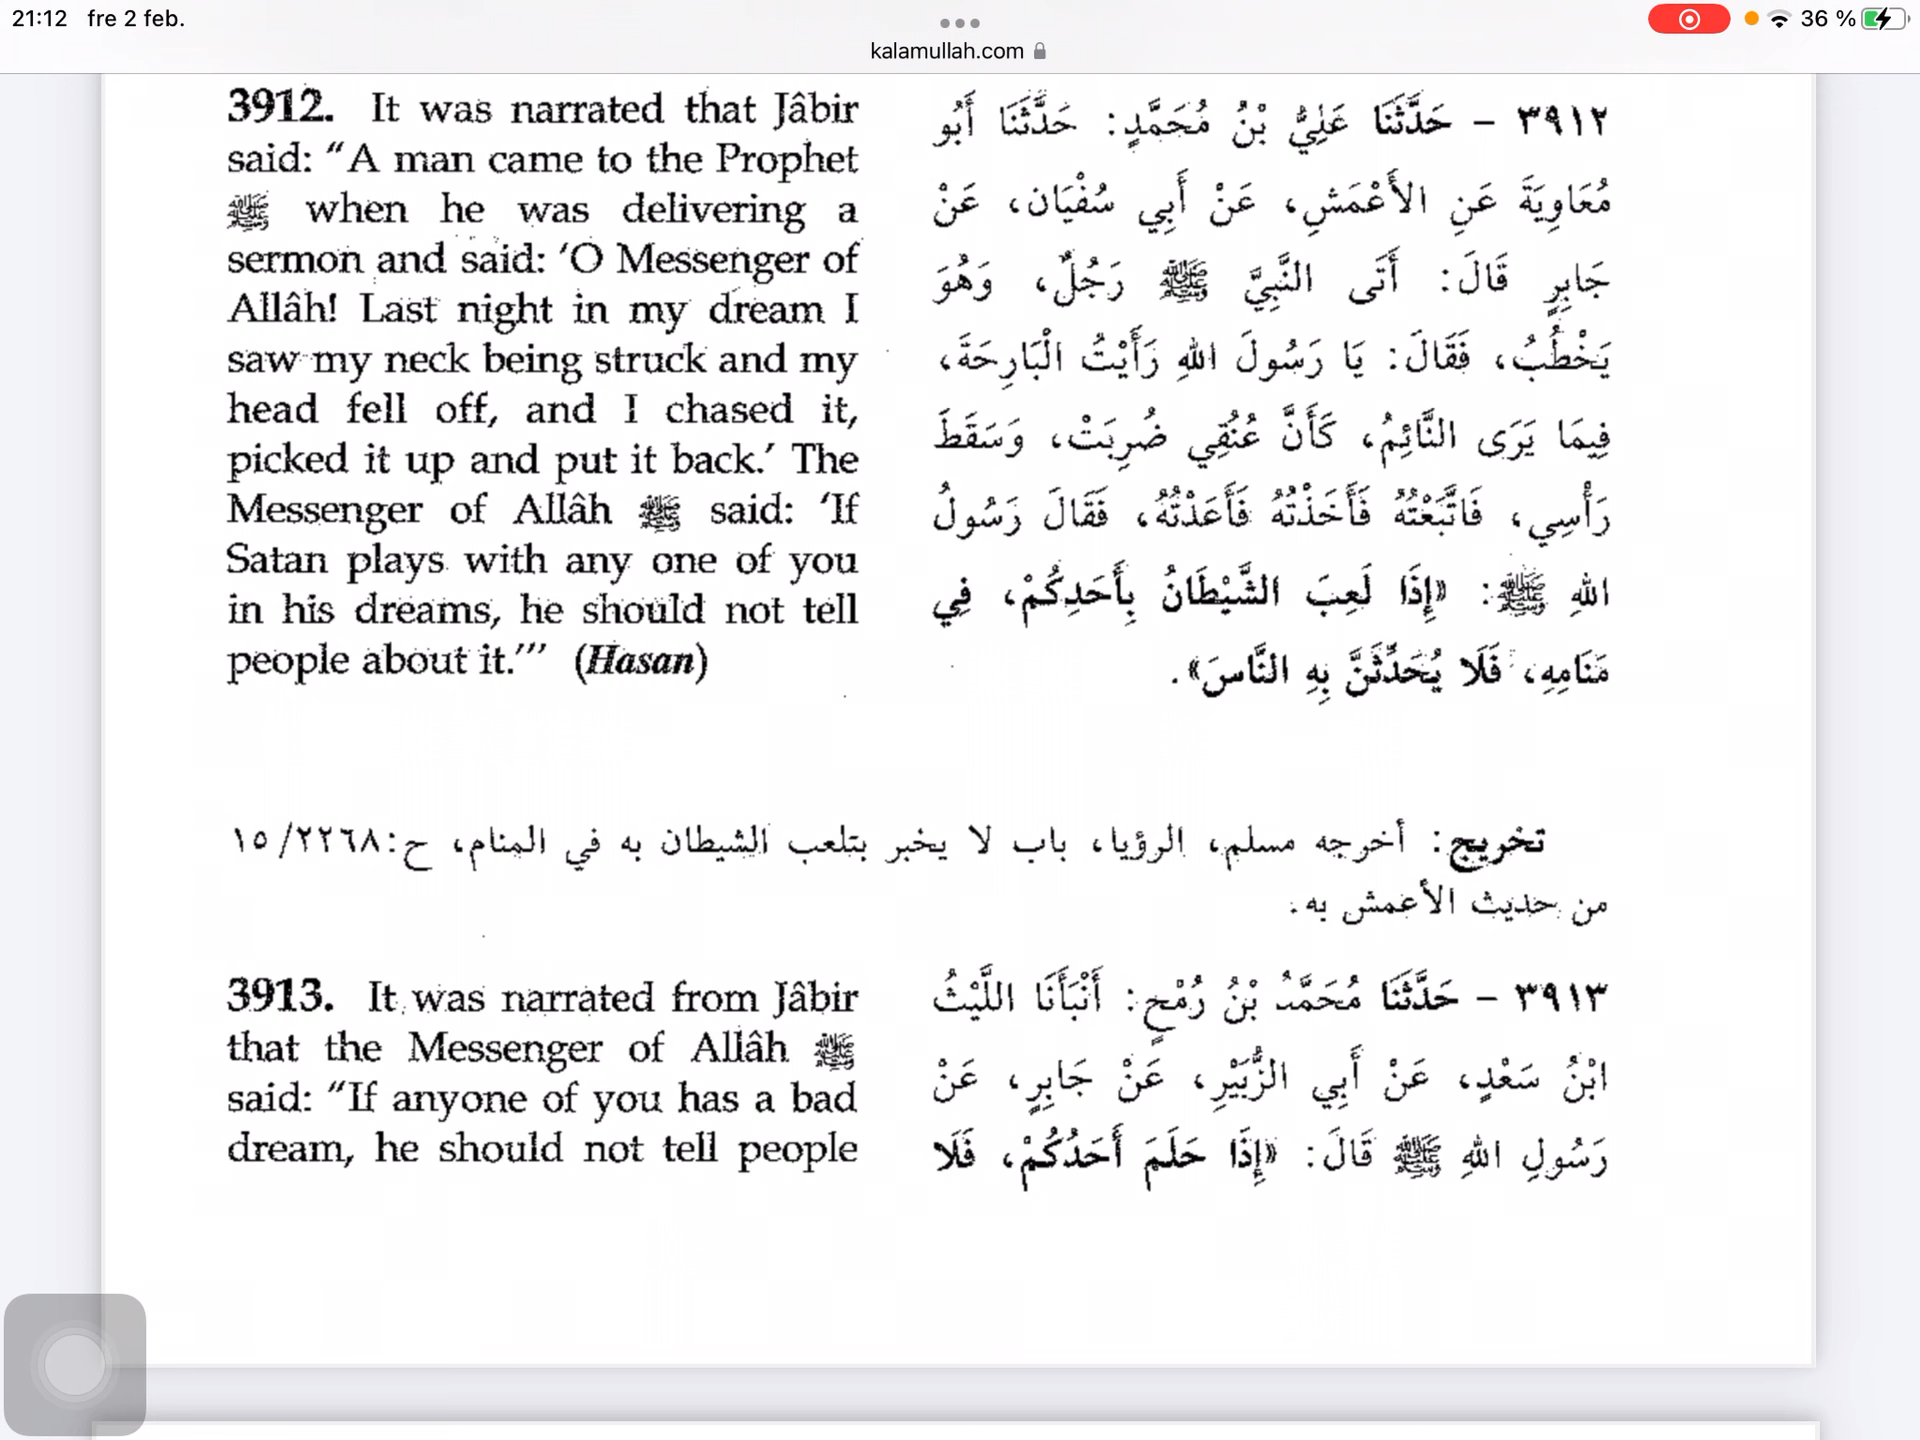 21:12 fre 2 feb.
36 %
kalamullah.com
3912. It was narrated that Jâbir
said: “A man came to the Prophet
ﷺ when he was delivering a
sermon and said: ‘O Messenger of
Allâh! Last night in my dream I
saw my neck being struck and my
head fell off, and I chased it,
picked it up and put it back.’ The
Messenger of Allâh ﷺ said: ‘If
Satan plays with any one of you
in his dreams, he should not tell
people about it.’” (Hasan)
٣٩١٢ - حَدَّثَنَا عَلِيُّ بْنُ مُحَمَّدٍ: حَدَّثَنَا أَبُو
مُعَاوِيَةَ عَنِ الأَعْمَشِ، عَنْ أَبِي سُفْيَان، عَنْ
جَابِرٍ قَالَ: أَتَى النَّبِيَّ ﷺ رَجُلٌ، وَهُوَ
يَخْطُبُ، فَقَالَ: يَا رَسُولَ اللهِ رَأَيْتُ الْبَارِحَةَ،
فِيمَا يَرَى النَّائِمُ، كَأَنَّ عُنُقِي ضُرِبَتْ، وَسَقَطَ
رَأْسِي، فَاتَّبَعْتُهُ فَأَخَذْتُهُ فَأَعَدْتُهُ، فَقَالَ رَسُولُ
اللهِ ﷺ: «إِذَا لَعِبَ الشَّيْطَانُ بِأَحَدِكُمْ، فِي
مَنَامِهِ، فَلَا يُحَدِّثَنَّ بِهِ النَّاسَ».
تخريج: أخرجه مسلم، الرؤيا، باب لا يخبر بتلعب الشيطان به في المنام، ح:٢٢٦٨/ ١٥
من حديث الأعمش به.
3913. It was narrated from Jâbir
that the Messenger of Allâh ﷺ
said: “If anyone of you has a bad
dream, he should not tell people
٣٩١٣ - حَدَّثَنَا مُحَمَّدُ بْنُ رُمْحٍ: أَنْبَأَنَا اللَّيْثُ
ابْنُ سَعْدٍ، عَنْ أَبِي الزُّبَيْرِ، عَنْ جَابِرٍ، عَنْ
رَسُولِ اللهِ ﷺ قَالَ: «إِذَا حَلَمَ أَحَدُكُمْ، فَلَا